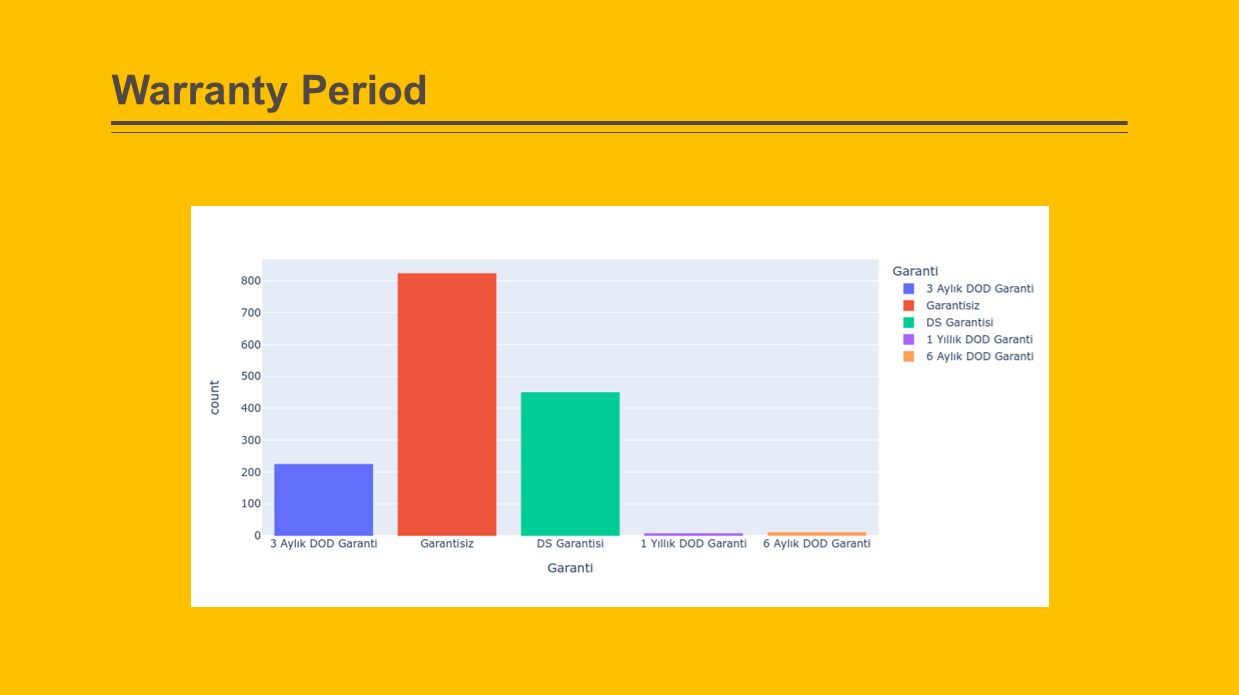 Warranty Period
800
700
600
500
400
300
200
100
0
count
3 Aylık DOD Garanti
Garantisiz
DS Garantisi
1 Yıllık DOD Garanti
6 Aylık DOD Garanti
Garanti
Garanti
3 Aylık DOD Garanti
Garantisiz
DS Garantisi
1 Yıllık DOD Garanti
6 Aylık DOD Garanti